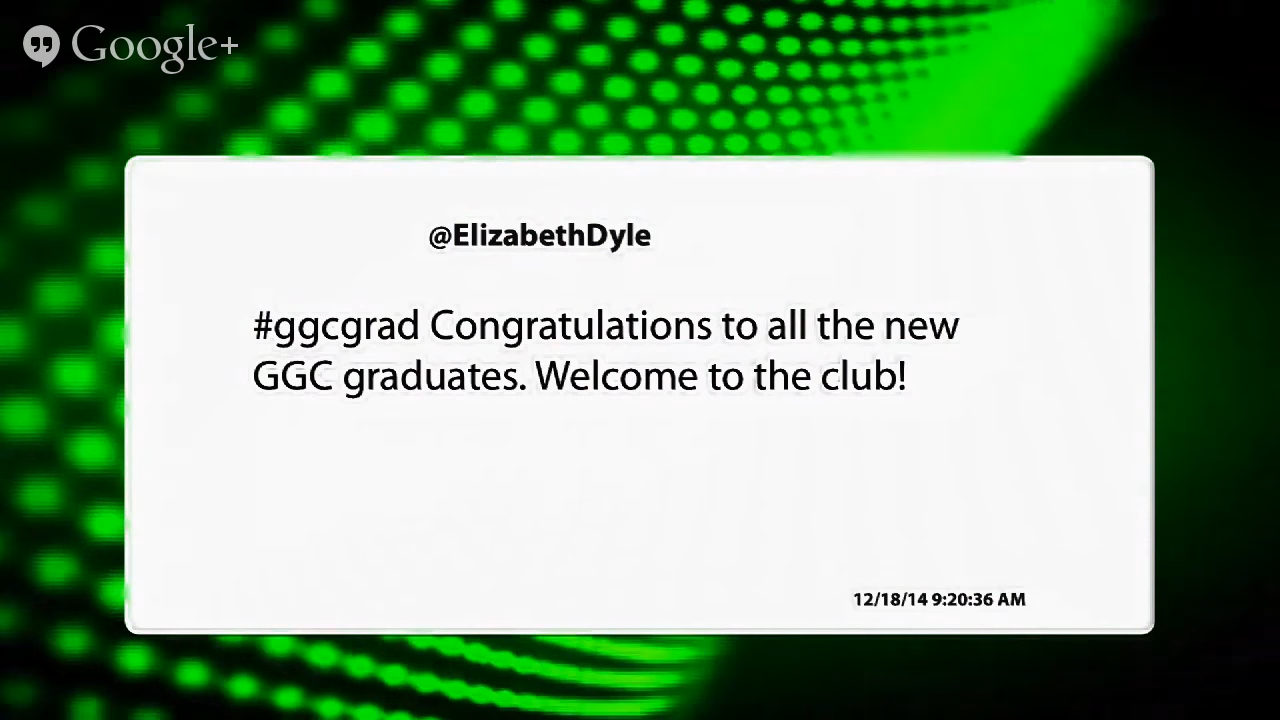 Google+
@ElizabethDyle
#ggcgrad Congratulations to all the new
GGC graduates. Welcome to the club!
12/18/14 9:20:36 AM